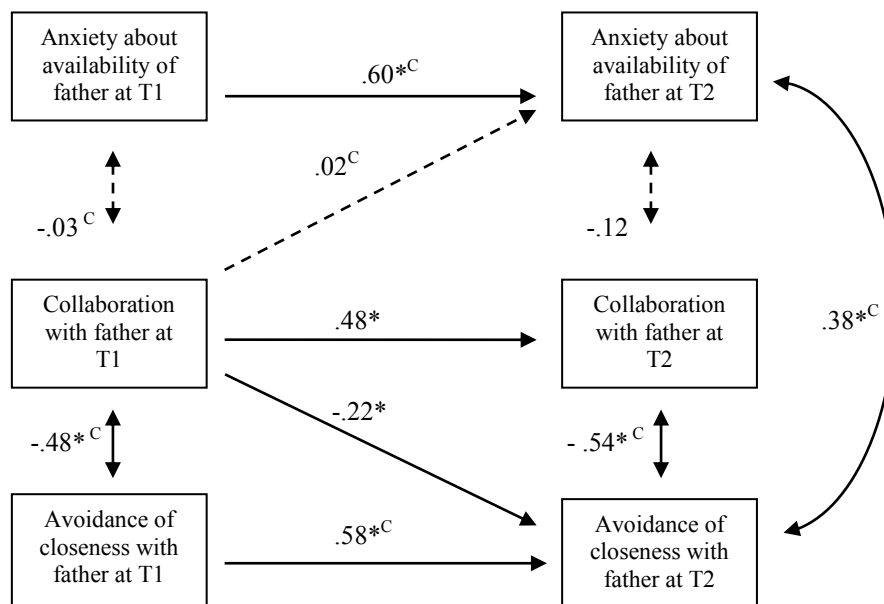 Anxiety about
availability of
father at T1
.60*C
Anxiety about
availability of
father at T2
.02C
-.03 C
-.12
Collaboration
with father at
T1
.48*
Collaboration
with father at
T2
.38*C
-.22*
-.48* C
- .54* C
Avoidance of
closeness with
father at T1
.58*C
Avoidance of
closeness with
father at T2